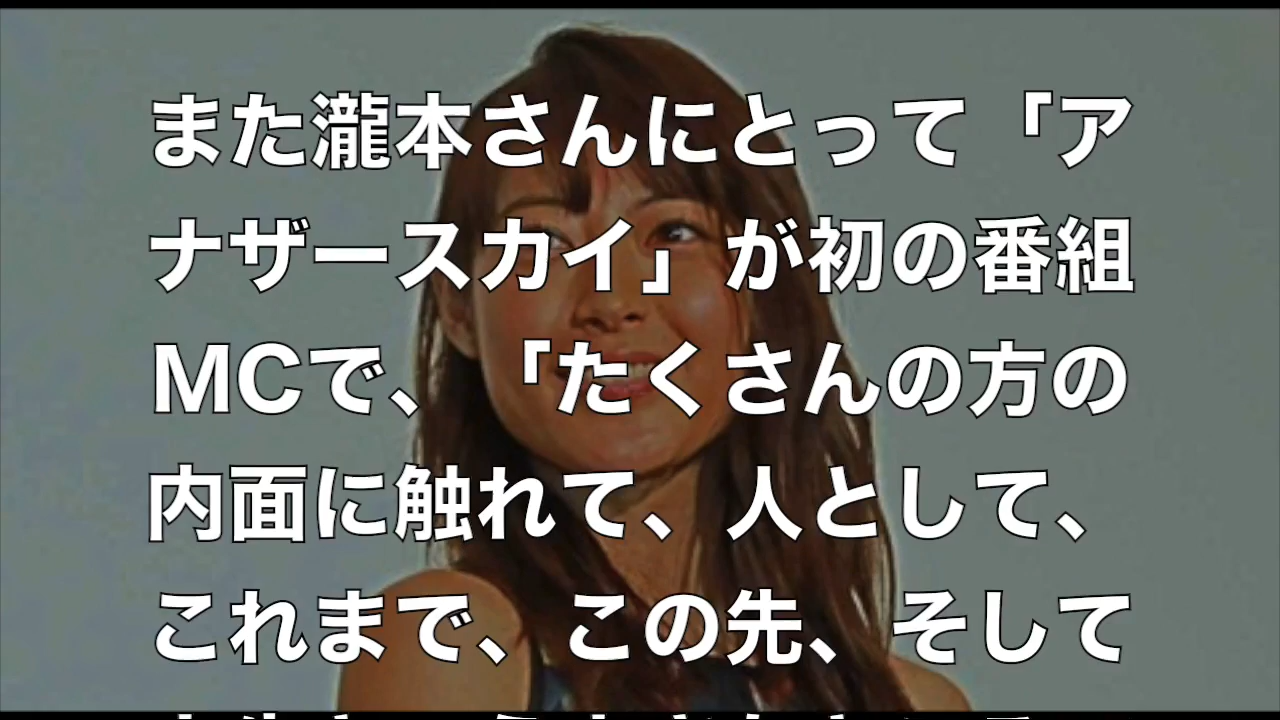 また瀧本さんにとって「ア
ナザースカイ」が初の番組
MCで、「たくさんの方の
内面に触れて、人として、
これまで、この先、そして